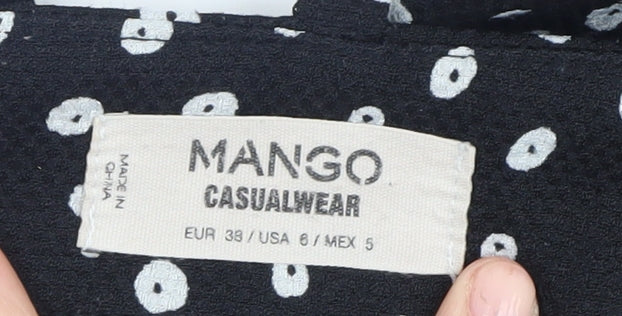 MANGO
CASUALWEAR
EUR 38 / USA 6 / MEX 5
MADE IN
CHINA